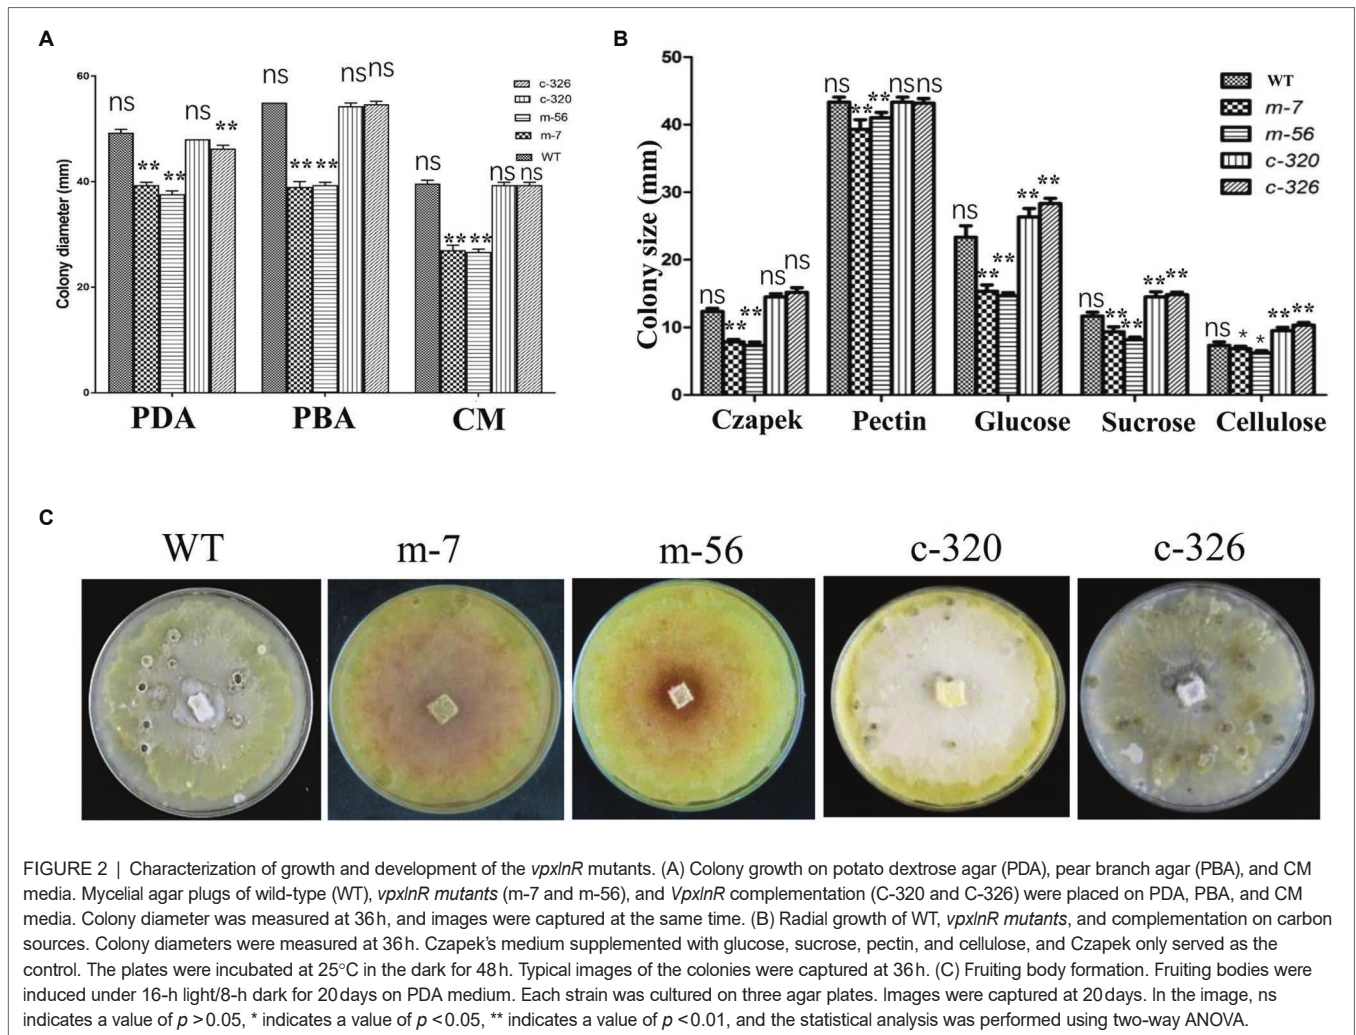 A
60
40
20
0
Colony diameter (mm)
ns
**
**
ns
**
ns
**
**
ns
ns
ns
**
**
ns
ns
c-326
c-320
m-56
m-7
WT
PDA
PBA
CM
B
50
40
30
20
10
0
Colony size (mm)
ns
**
**
ns
ns
ns
**
**
ns
ns
ns
**
**
**
**
ns
**
**
**
**
ns
*
*
**
**
WT
m-7
m-56
c-320
c-326
Czapek
Pectin
Glucose
Sucrose
Cellulose
C
WT
m-7
m-56
c-320
c-326
FIGURE 2 | Characterization of growth and development of the vpxlnR mutants. (A) Colony growth on potato dextrose agar (PDA), pear branch agar (PBA), and CM
media. Mycelial agar plugs of wild-type (WT), vpxlnR mutants (m-7 and m-56), and VpxlnR complementation (C-320 and C-326) were placed on PDA, PBA, and CM
media. Colony diameter was measured at 36h, and images were captured at the same time. (B) Radial growth of WT, vpxlnR mutants, and complementation on carbon
sources. Colony diameters were measured at 36h. Czapek's medium supplemented with glucose, sucrose, pectin, and cellulose, and Czapek only served as the
control. The plates were incubated at 25°C in the dark for 48h. Typical images of the colonies were captured at 36h. (C) Fruiting body formation. Fruiting bodies were
induced under 16-h light/8-h dark for 20days on PDA medium. Each strain was cultured on three agar plates. Images were captured at 20days. In the image, ns
indicates a value of p>0.05, * indicates a value of p<0.05, ** indicates a value of p<0.01, and the statistical analysis was performed using two-way ANOVA.